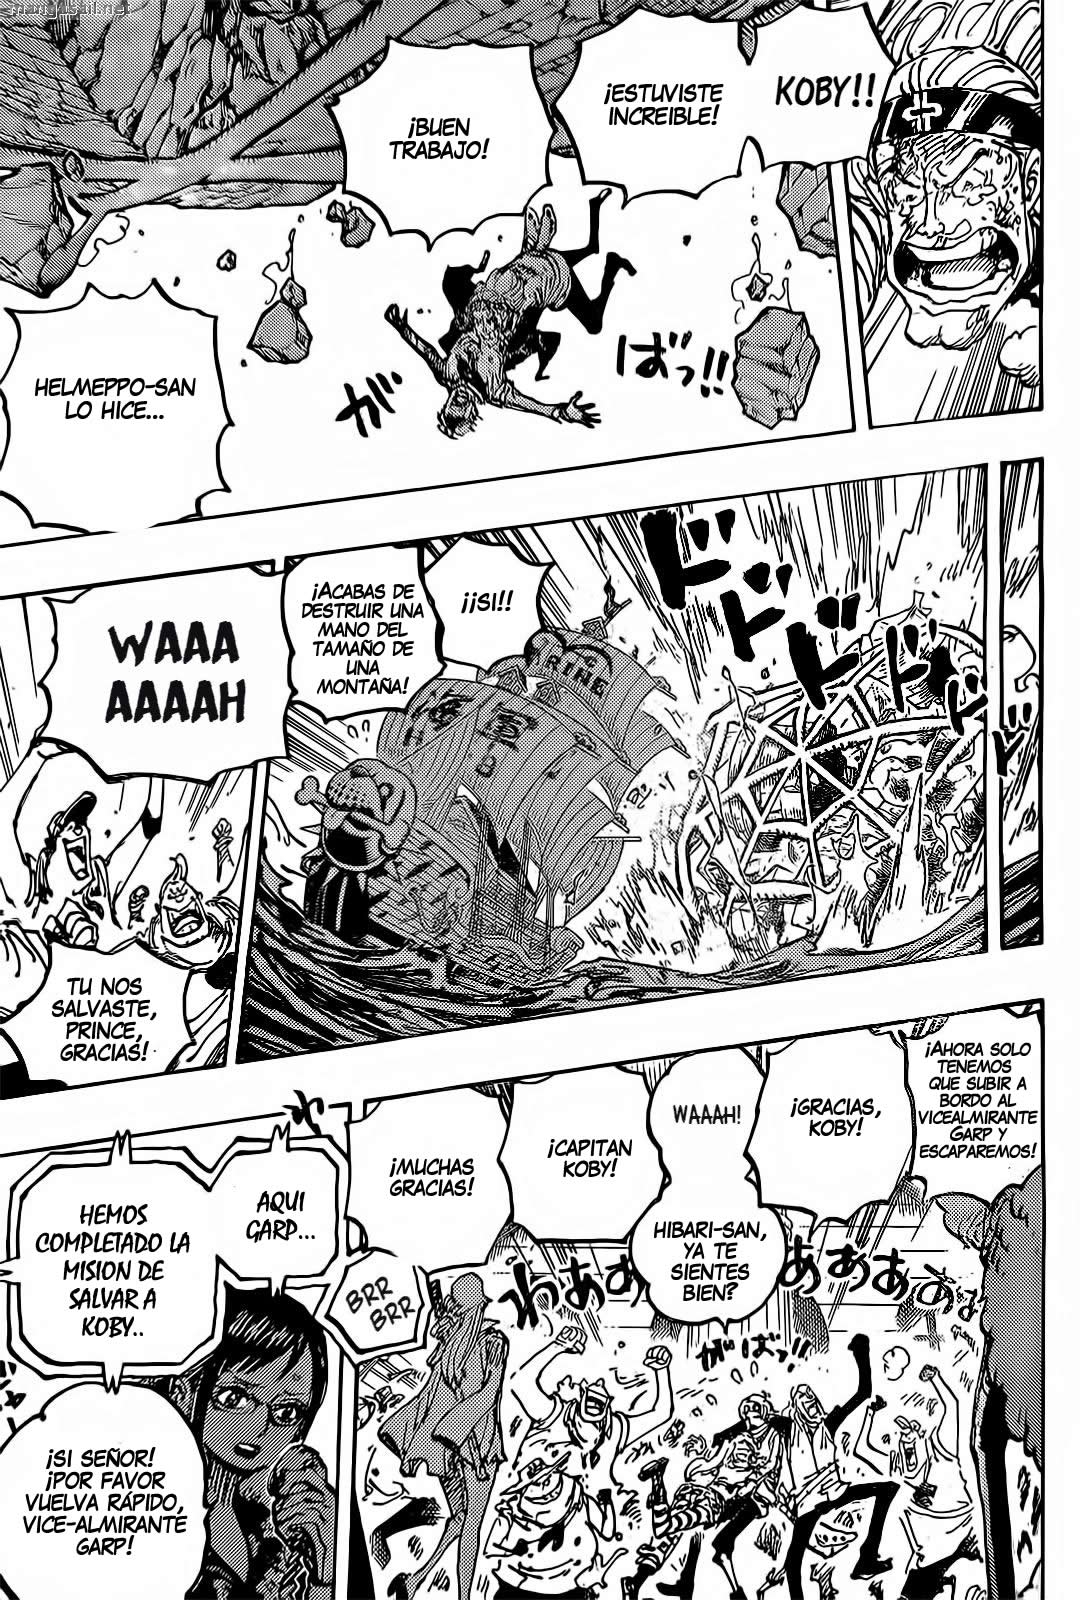 KOBY!!
¡ESTUVISTE
INCREIBLE!
¡BUEN
TRABAJO!
HELMEPPO-SAN
LO HICE...
ガ
ばっ!!
¡¡SI!!
¡ACABAS DE
DESTRUIR UNA
MANO DEL
TAMAÑO DE
UNA
MONTAÑA!
WAAA
AAAAH
ドドドドド
RINE
海軍
TU NOS
SALVASTE,
PRINCE,
GRACIAS!
¡AHORA SOLO
TENEMOS
QUE SUBIR A
BORDO AL
VICEALMIRANTE
GARP Y
ESCAPAREMOS!
¡GRACIAS,
KOBY!
WAAAH!
HIBARI-SAN,
YA TE
SIENTES
BIEN?
¡CAPITAN
KOBY!
¡MUCHAS
GRACIAS!
わあああああああ
がばっ!!
BRR
BRR
AQUI
GARP...
HEMOS
COMPLETADO LA
MISION DE
SALVAR A
KOBY..
¡SI SEÑOR!
¡POR FAVOR
VUELVA RÁPIDO,
VICE-ALMIRANTE
GARP!